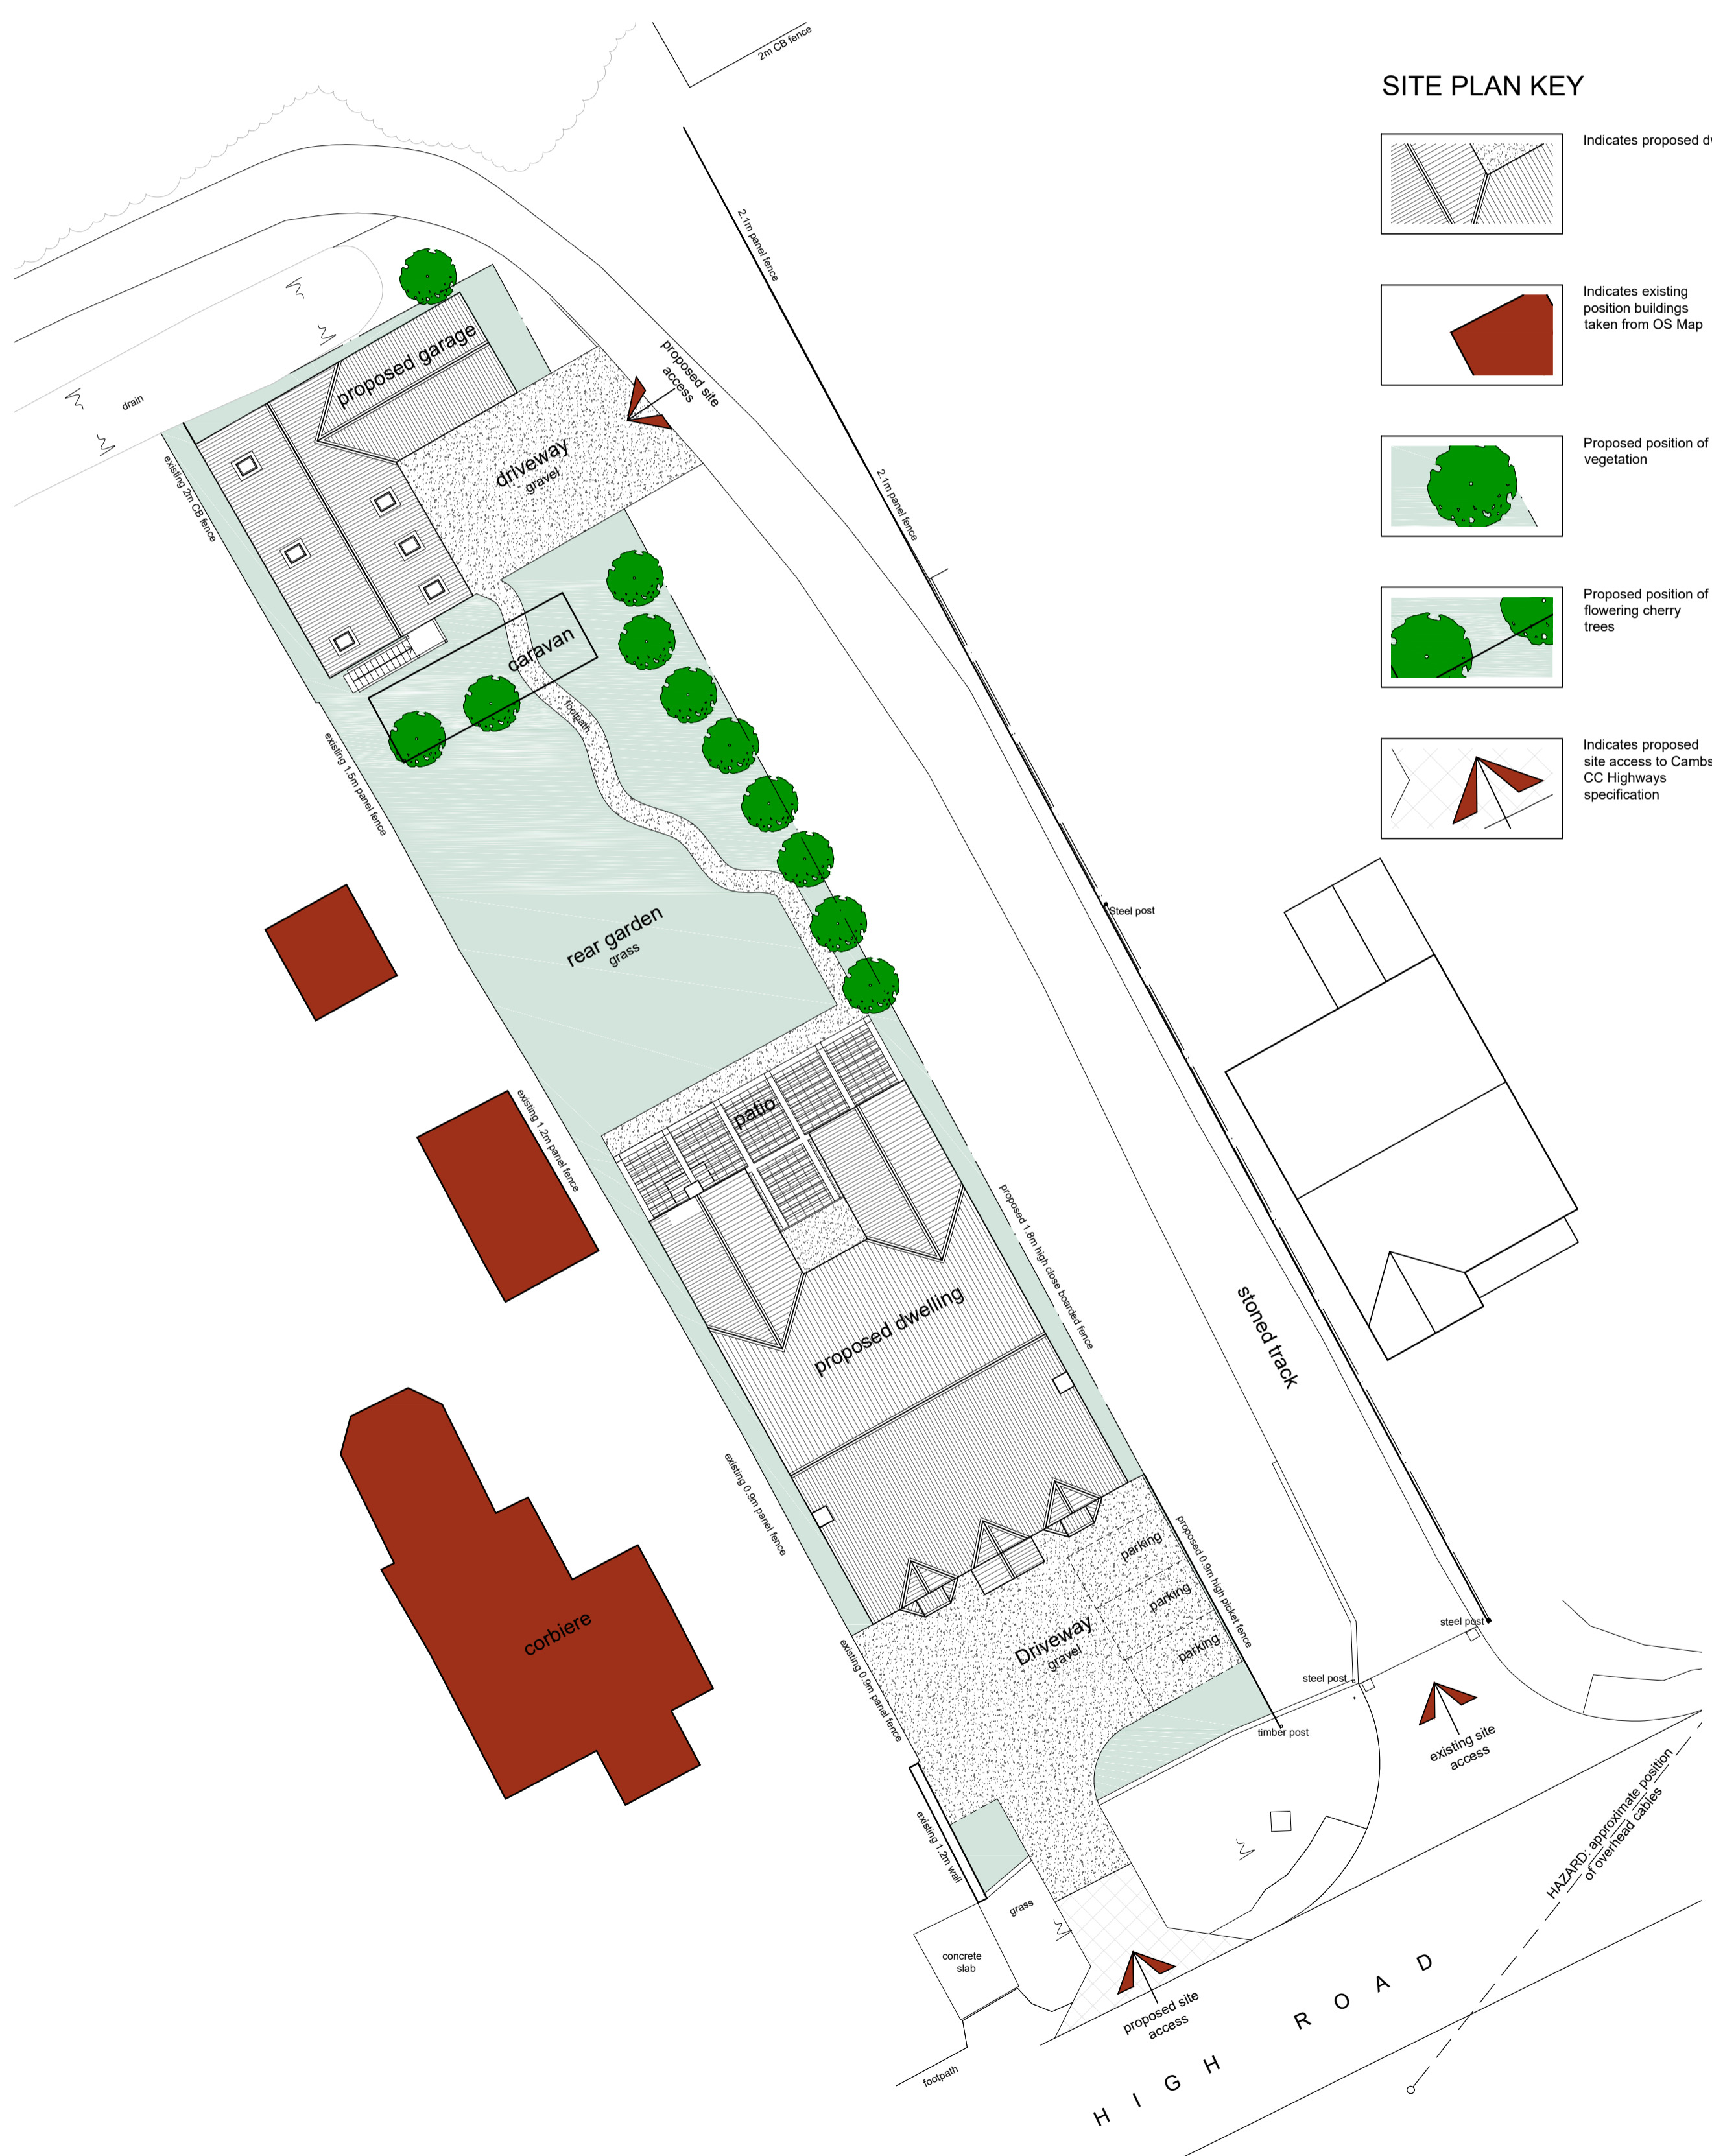 2m CB fence
SITE PLAN KEY
Indicates proposed
Indicates existing
position buildings
taken from OS Map
Proposed position of
vegetation
Proposed position of
flowering cherry
trees
Indicates proposed
site access to Cambs
CC Highways
specification
2.1m panel fence
proposed garage
proposed site
access
drain
driveway
gravel
existing 2m CB fence
2.1m panel fence
caravan
footpath
existing 1.5m panel fence
Steel post
rear garden
grass
existing 1.2m panel fence
patio
proposed 1.8m high close boarded fence
proposed dwelling
stoned track
existing 0.9m panel fence
parking
parking
parking
proposed 0.9m high picket fence
corbiere
Driveway
gravel
existing 0.9m panel fence
steel post
steel post
timber post
existing site
access
HAZARD: approximate position
of overhead cables
existing 1.2m wall
grass
concrete
slab
proposed site
access
footpath
HIGH ROAD